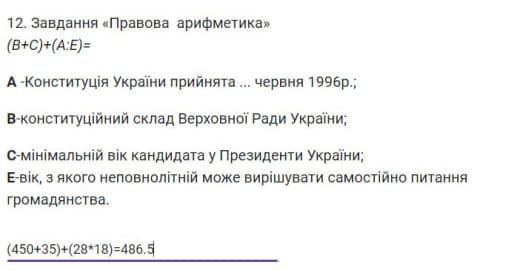 12. Завдання «Правова арифметика»
(В+С)+(А:Е)=
А -Конституція України прийнята ... червня 1996р.;
В-конституційний склад Верховної Ради України;
С-мінімальній вік кандидата у Президенти України;
Е-вік, з якого неповнолітній може вирішувати самостійно питання
громадянства.
(450+35)+(28*18)=486.5